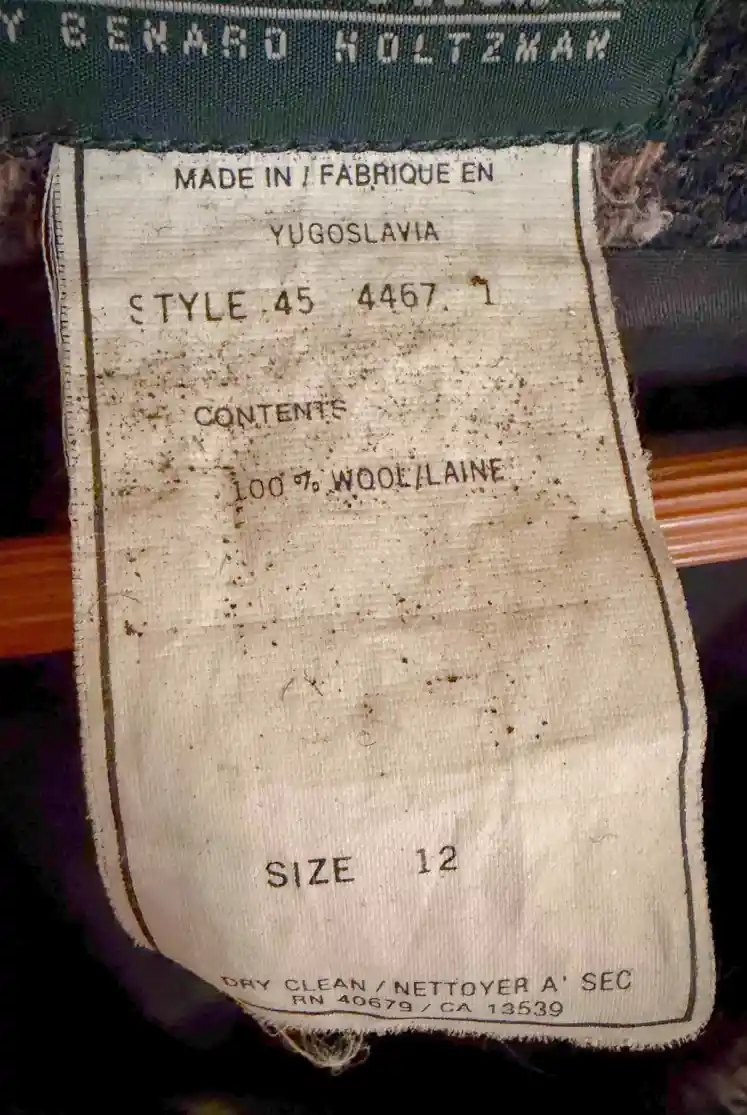 Y BENARD HOLTZMAN
MADE IN / FABRIQUE EN
YUGOSLAVIA
STYLE 45 4467 1
CONTENTS
100 % WOOL/LAINE
SIZE 12
DRY CLEAN / NETTOYER A' SEC
RN 40679 / CA 13539